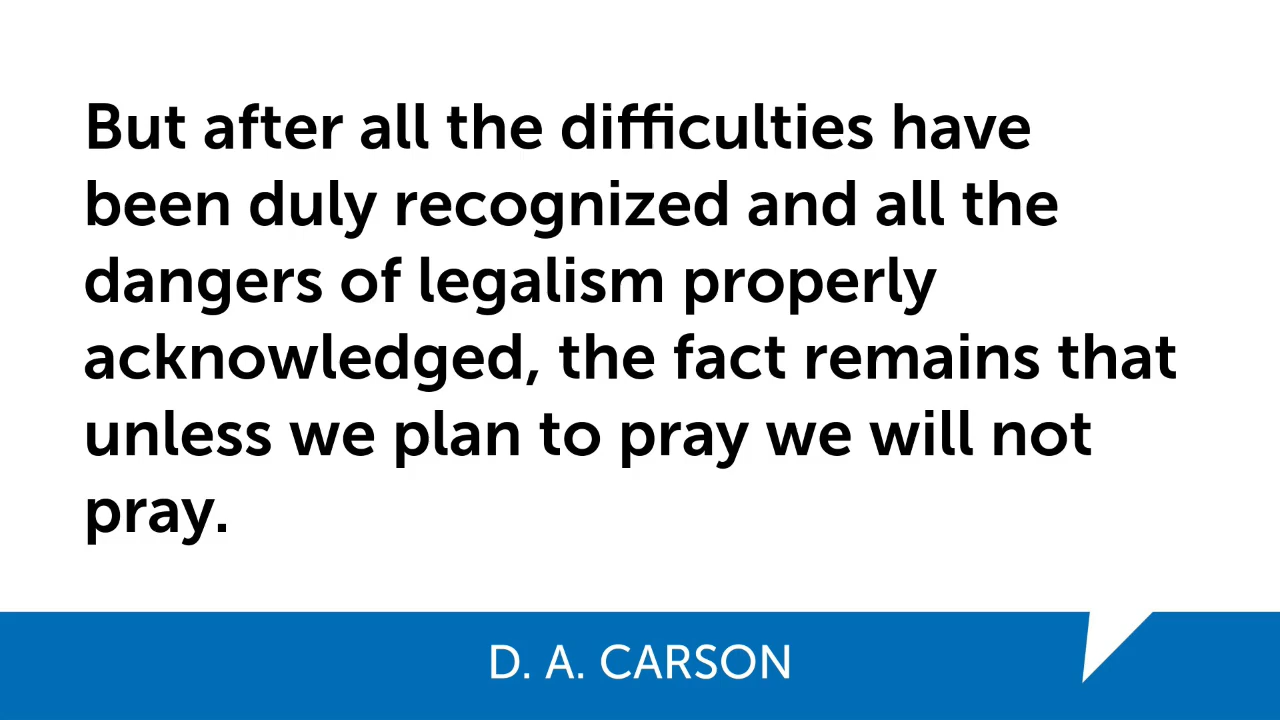 But after all the difficulties have
been duly recognized and all the
dangers of legalism properly
acknowledged, the fact remains that
unless we plan to pray we will not
pray.
D. A. CARSON